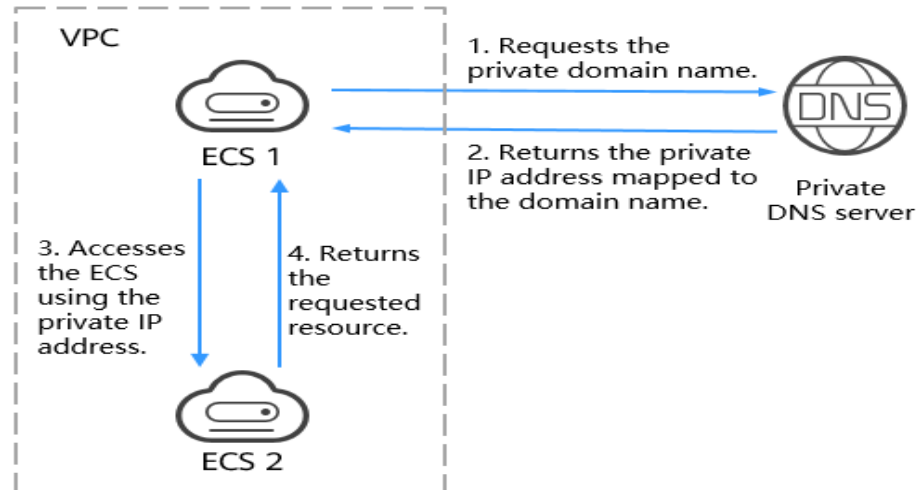 VPC
1. Requests the
private domain name.
DNS
ECS 1
2. Returns the private
IP address mapped to
the domain name.
Private
DNS server
3. Accesses
the ECS
using the
private IP
address.
4. Returns
the
requested
resource.
ECS 2